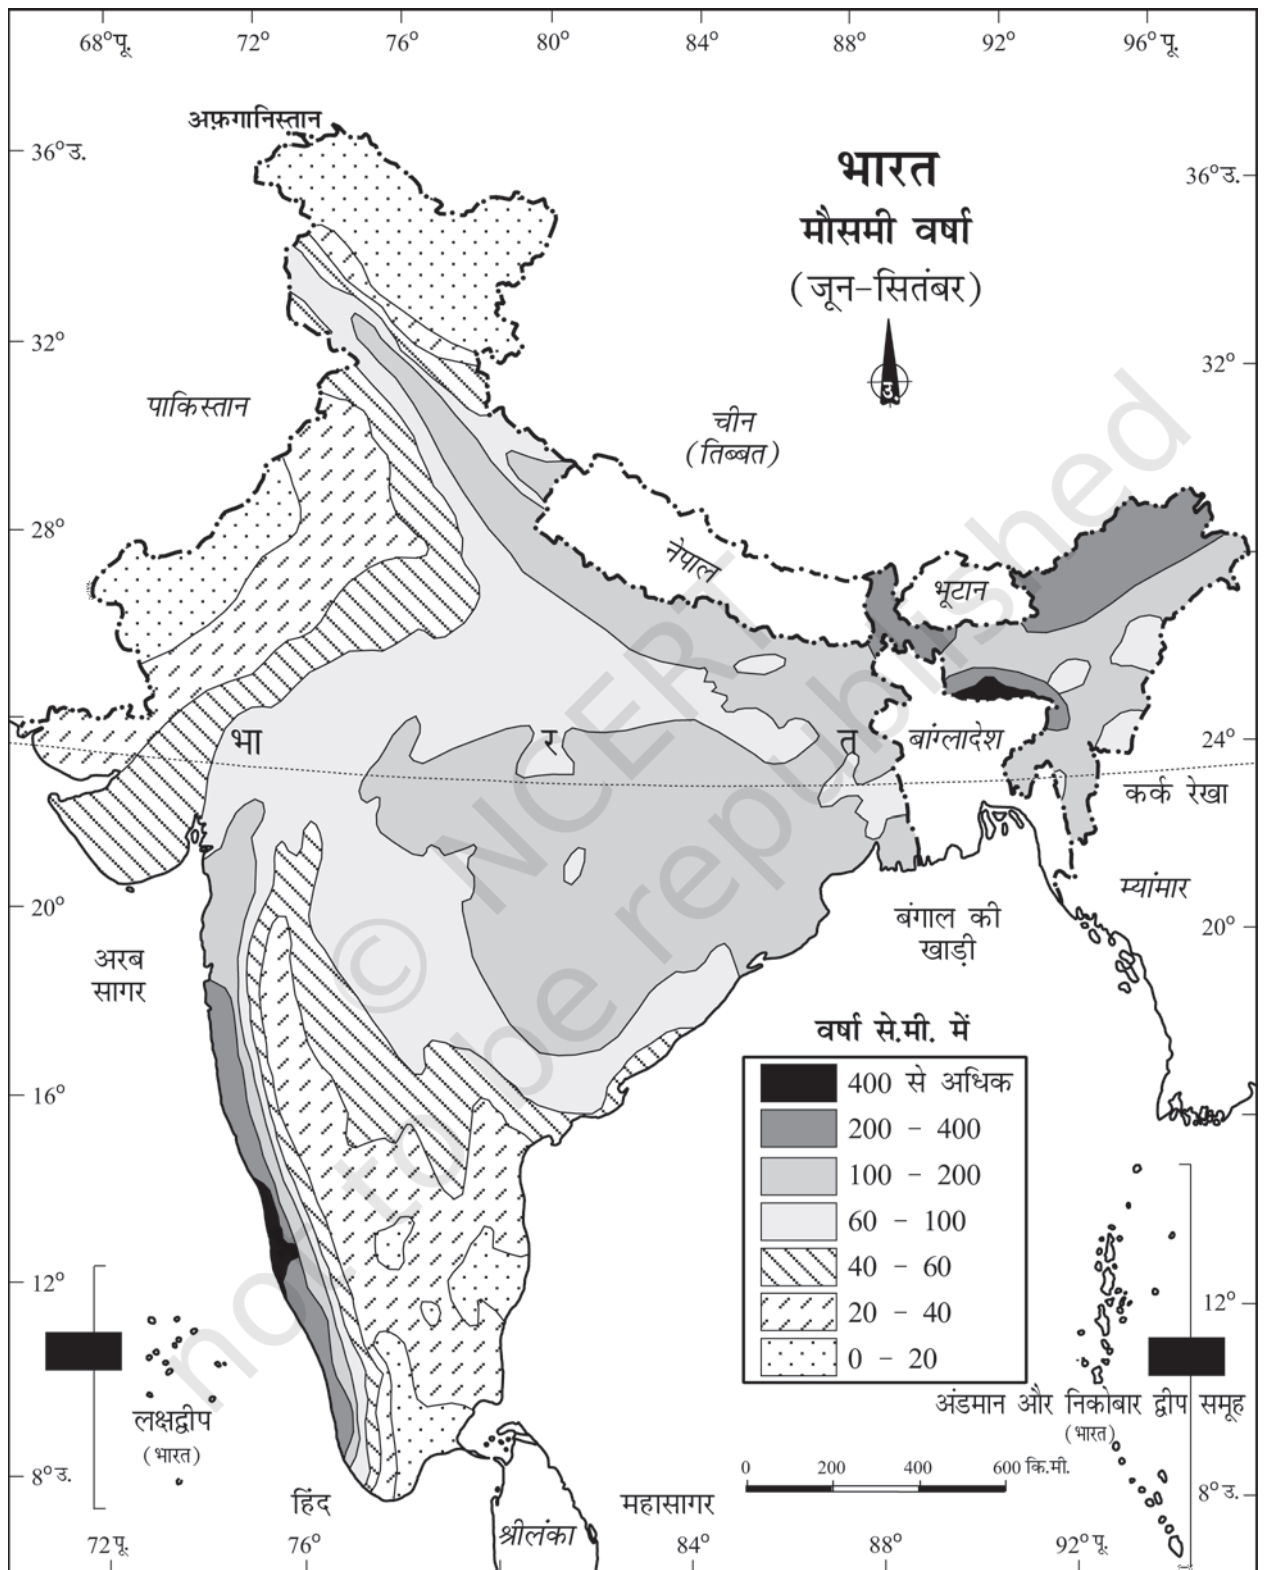 68°पू. 72° 76° 80° 84° 88° 92° 96°पू.
अफ़गानिस्तान
36°उ.
भारत
36°उ.
मौसमी वर्षा
(जून-सितंबर)
उ.
32°
32°
पाकिस्तान
चीन
(तिब्बत)
28°
नेपाल
भूटान
भा र त
बांग्लादेश
24°
कर्क रेखा
म्यांमार
20°
बंगाल की
खाड़ी
20°
अरब
सागर
वर्षा से.मी. में
400 से अधिक
200 - 400
100 - 200
60 - 100
40 - 60
20 - 40
0 - 20
16°
12°
12°
लक्षद्वीप
(भारत)
अंडमान और निकोबार द्वीप समूह
(भारत)
0 200 400 600 कि.मी.
8°उ.
8°उ.
हिंद महासागर
श्रीलंका
72°पू. 76° 84° 88° 92°पू.
© NCERT
not to be republished